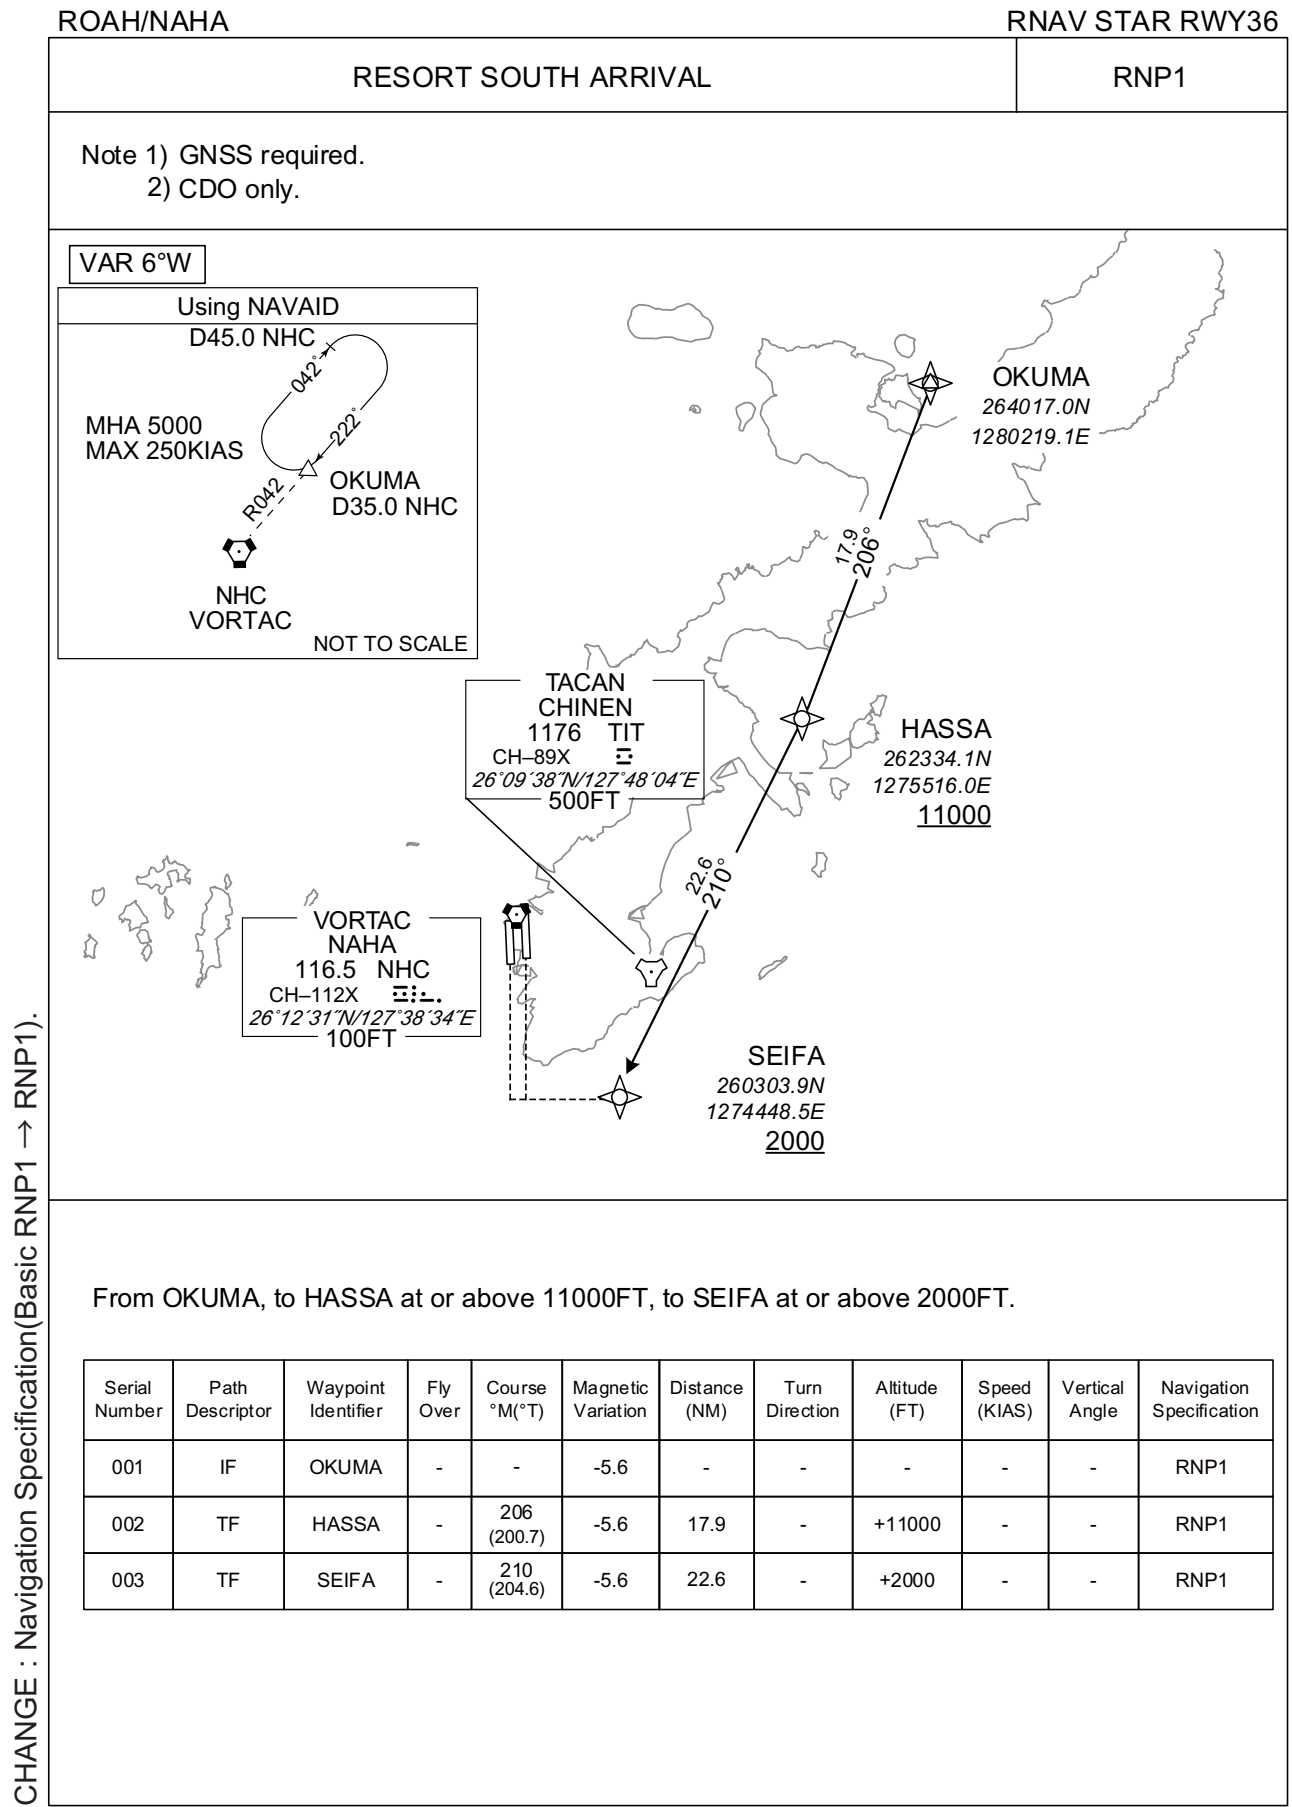 ROAH/NAHA
RNAV STAR RWY36
RESORT SOUTH ARRIVAL
RNP1
Note 1) GNSS required.
2) CDO only.
VAR 6°W
Using NAVAID
D45.0 NHC
042°
222°
MHA 5000
MAX 250KIAS
OKUMA
D35.0 NHC
R042
NHC
VORTAC
NOT TO SCALE
OKUMA
264017.0N
1280219.1E
17.9
206°
TACAN
CHINEN
1176 TIT
CH–89X
26°09´38˝N/127°48´04˝E
500FT
HASSA
262334.1N
1275516.0E
11000
22.6
210°
VORTAC
NAHA
116.5 NHC
CH–112X
26°12´31˝N/127°38´34˝E
100FT
SEIFA
260303.9N
1274448.5E
2000
From OKUMA, to HASSA at or above 11000FT, to SEIFA at or above 2000FT.
Serial Number Path Descriptor Waypoint Identifier Fly Over Course °M(°T) Magnetic Variation Distance (NM) Turn Direction Altitude (FT) Speed (KIAS) Vertical Angle Navigation Specification
001 IF OKUMA - - -5.6 - - - - - RNP1
002 TF HASSA - 206 (200.7) -5.6 17.9 - +11000 - - RNP1
003 TF SEIFA - 210 (204.6) -5.6 22.6 - +2000 - - RNP1
CHANGE : Navigation Specification(Basic RNP1 → RNP1).